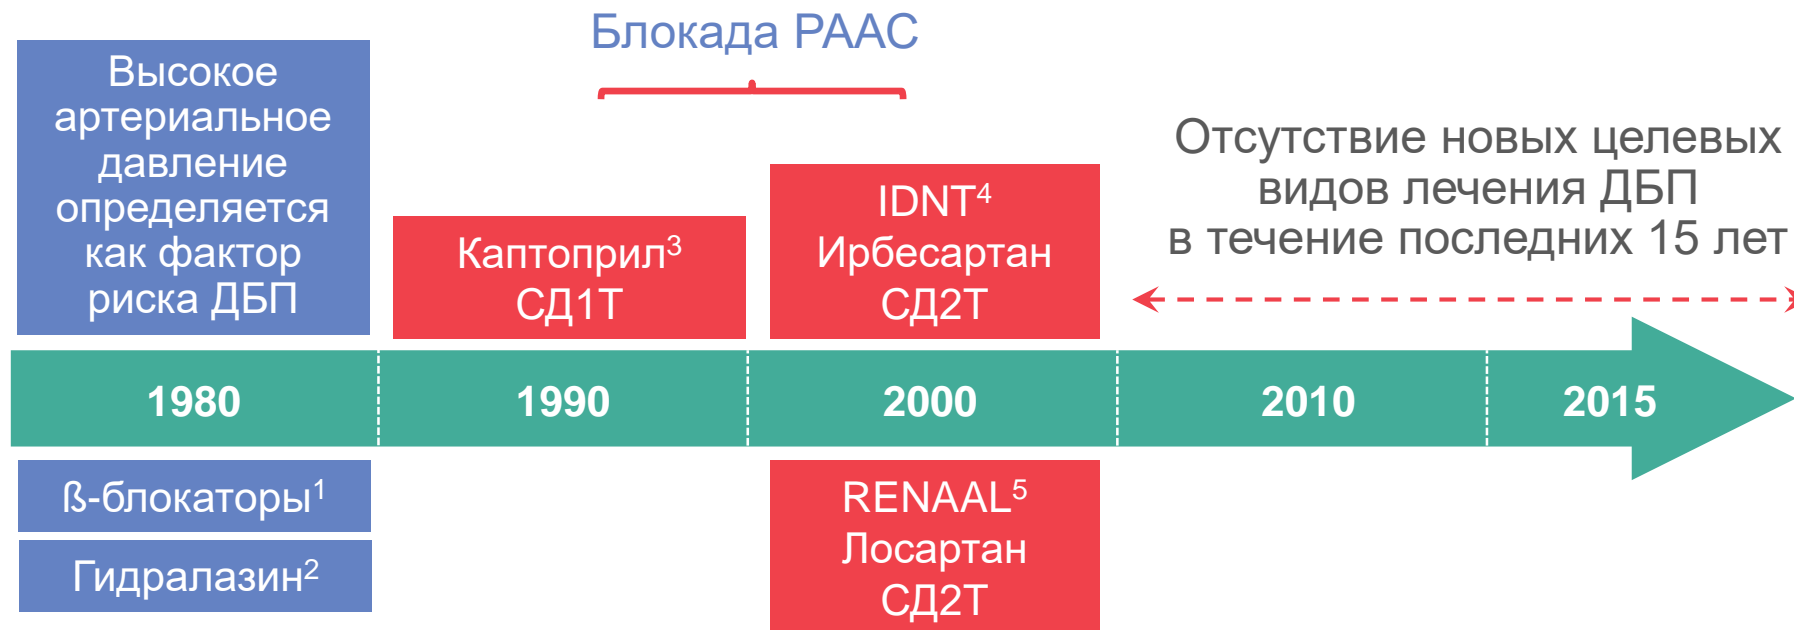 Блокада РААС
Высокое
артериальное
давление
определяется
как фактор
риска ДБП
Каптоприл³
СД1Т
IDNT⁴
Ирбесартан
СД2Т
Отсутствие новых целевых
видов лечения ДБП
в течение последних 15 лет
1980
1990
2000
2010
2015
ß-блокаторы¹
Гидралазин²
RENAAL⁵
Лосартан
СД2Т